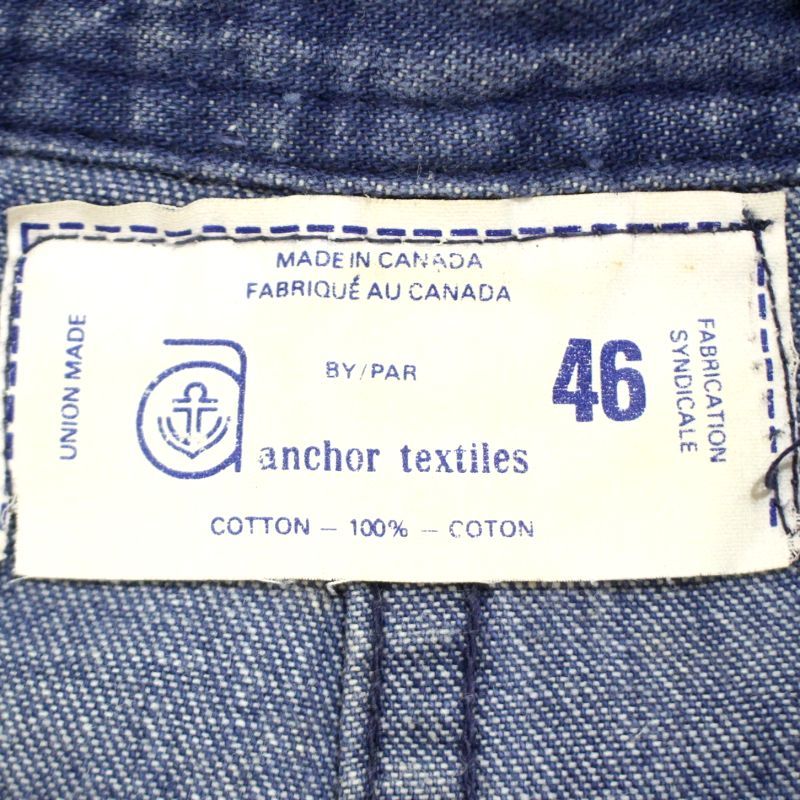 MADE IN CANADA
FABRIQUÉ AU CANADA
UNION MADE
BY/PAR
46
FABRICATION
SYNDICALE
a
anchor textiles
COTTON – 100% – COTON